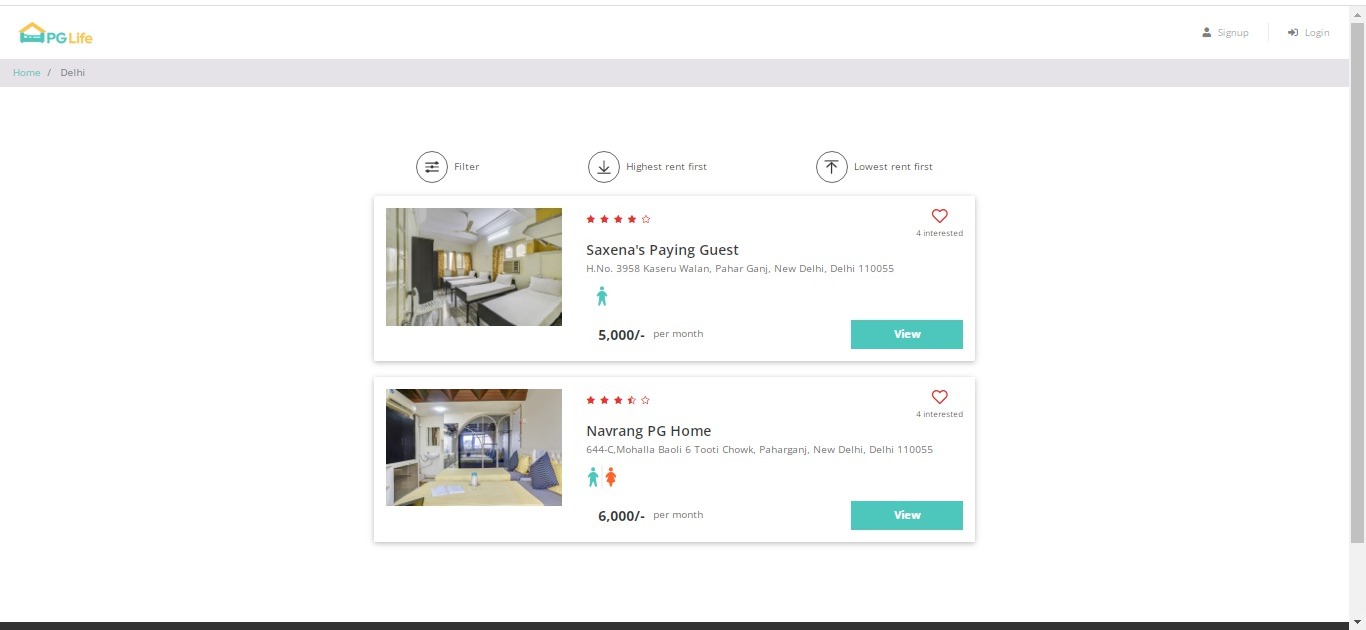 PG Life
Signup
Login
Home / Delhi
Filter
Highest rent first
Lowest rent first
4 interested
Saxena's Paying Guest
H.No. 3958 Kaseru Walan, Pahar Ganj, New Delhi, Delhi 110055
5,000/- per month
View
4 interested
Navrang PG Home
644-C,Mohalla Baoli 6 Tooti Chowk, Paharganj, New Delhi, Delhi 110055
6,000/- per month
View